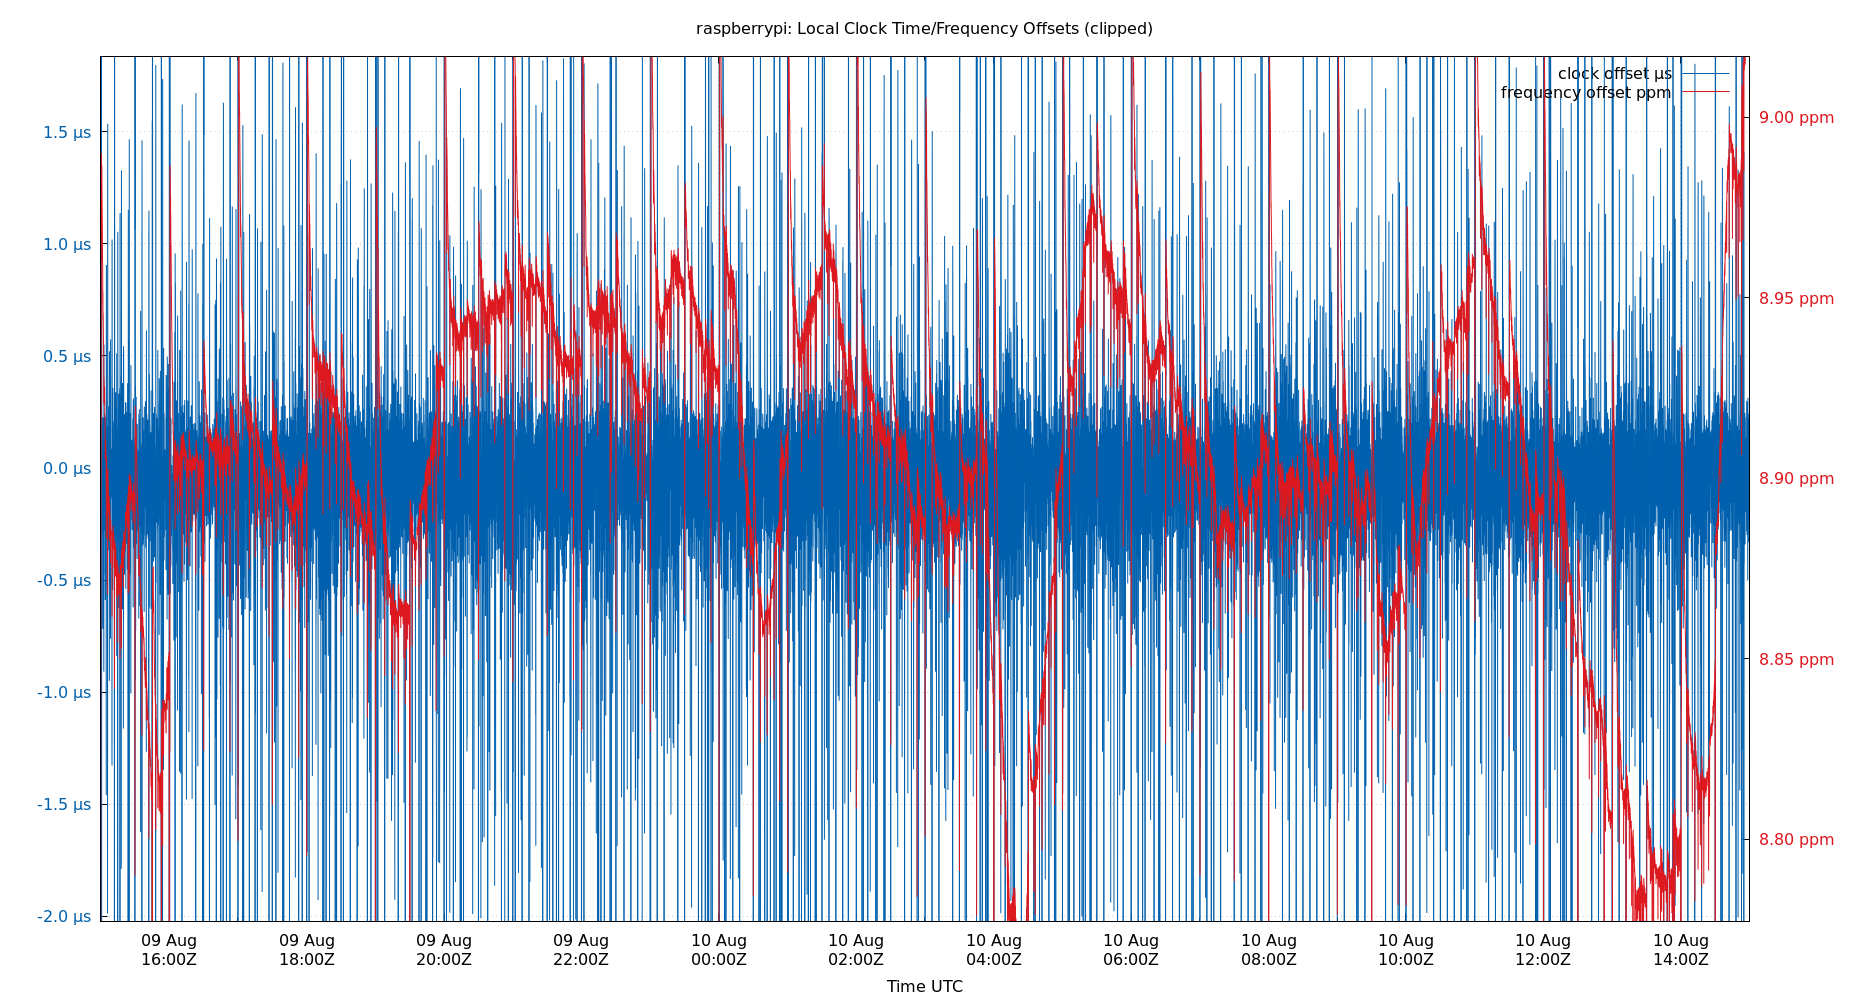 raspberrypi: Local Clock Time/Frequency Offsets (clipped)
clock offset µs
frequency offset ppm
1.5 µs
1.0 µs
0.5 µs
0.0 µs
-0.5 µs
-1.0 µs
-1.5 µs
-2.0 µs
9.00 ppm
8.95 ppm
8.90 ppm
8.85 ppm
8.80 ppm
09 Aug 09 Aug 09 Aug 09 Aug 10 Aug 10 Aug 10 Aug 10 Aug 10 Aug 10 Aug 10 Aug 10 Aug
16:00Z 18:00Z 20:00Z 22:00Z 00:00Z 02:00Z 04:00Z 06:00Z 08:00Z 10:00Z 12:00Z 14:00Z
Time UTC